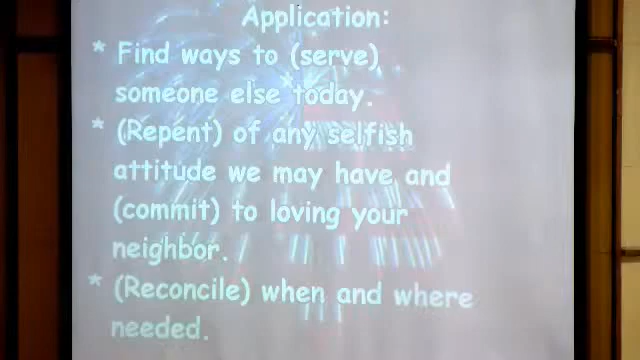 Application:
* Find ways to (serve)
someone else today.
* (Repent) of any selfish
attitude we may have and
(commit) to loving your
neighbor.
* (Reconcile) when and where
needed.